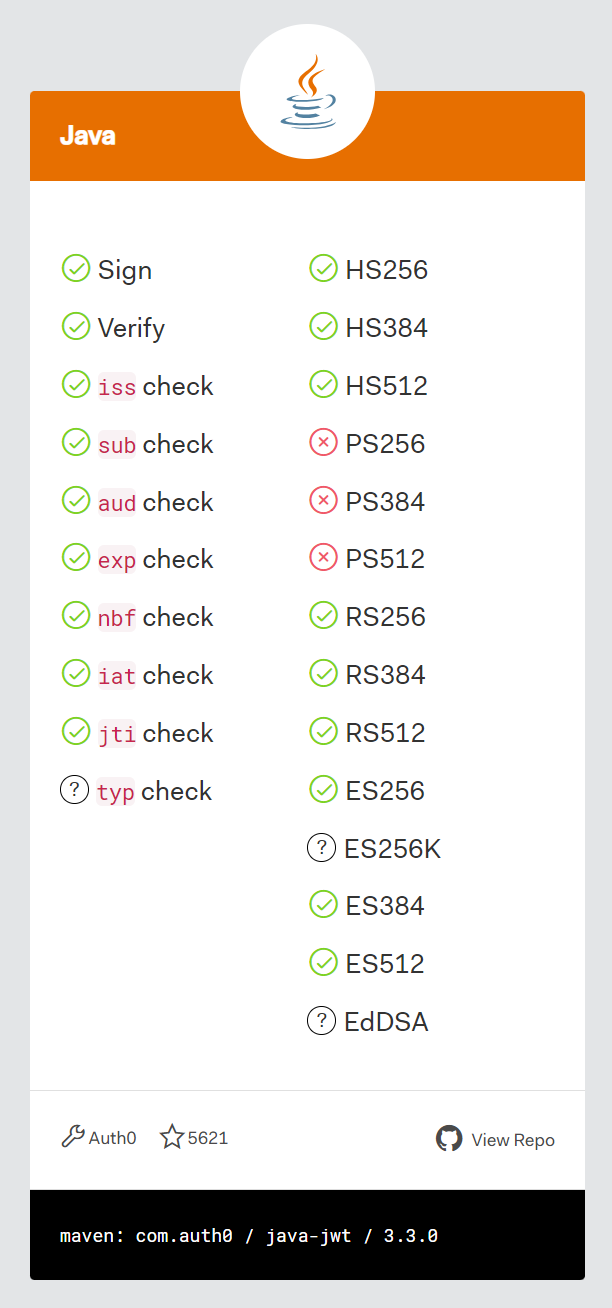 Java
Sign
Verify
iss check
sub check
aud check
exp check
nbf check
iat check
jti check
? typ check
HS256
HS384
HS512
PS256
PS384
PS512
RS256
RS384
RS512
ES256
? ES256K
ES384
ES512
? EdDSA
Auth0 5621 View Repo
maven: com.auth0 / java-jwt / 3.3.0